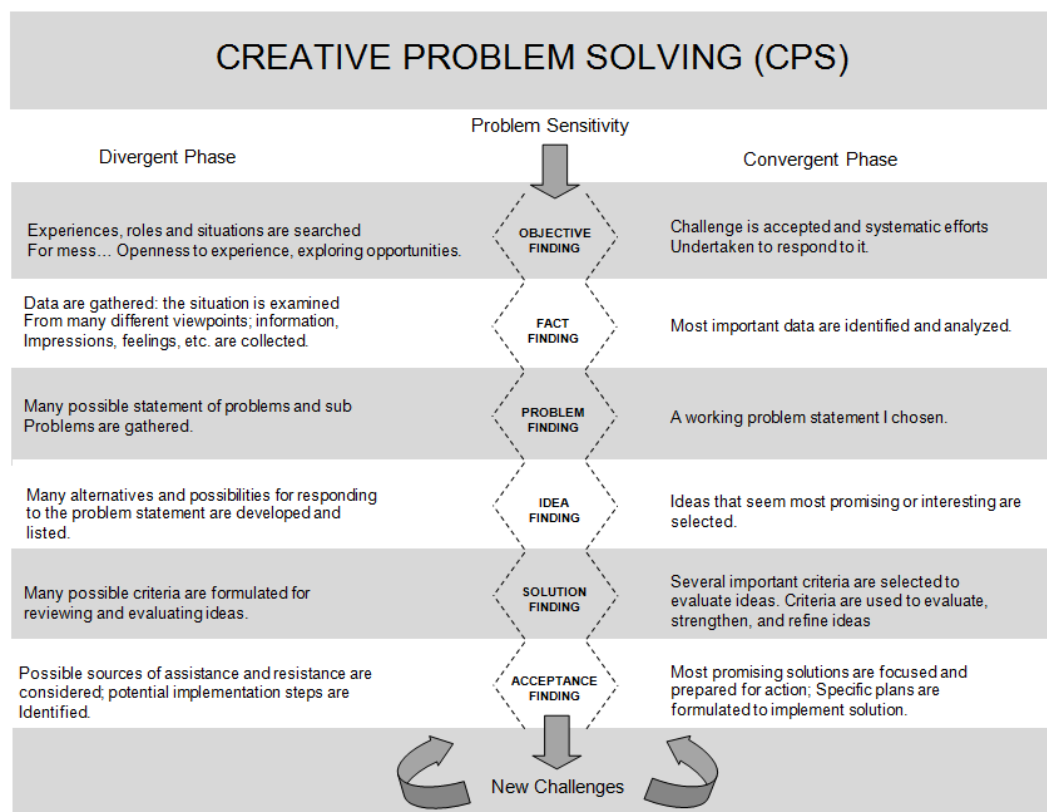 CREATIVE PROBLEM SOLVING (CPS)
Problem Sensitivity
Divergent Phase
Convergent Phase
Experiences, roles and situations are searched
For mess... Openness to experience, exploring opportunities.
OBJECTIVE
FINDING
Challenge is accepted and systematic efforts
Undertaken to respond to it.
Data are gathered: the situation is examined
From many different viewpoints; information,
Impressions, feelings, etc. are collected.
FACT
FINDING
Most important data are identified and analyzed.
Many possible statement of problems and sub
Problems are gathered.
PROBLEM
FINDING
A working problem statement I chosen.
Many alternatives and possibilities for responding
to the problem statement are developed and
listed.
IDEA
FINDING
Ideas that seem most promising or interesting are
selected.
Many possible criteria are formulated for
reviewing and evaluating ideas.
SOLUTION
FINDING
Several important criteria are selected to
evaluate ideas. Criteria are used to evaluate,
strengthen, and refine ideas
Possible sources of assistance and resistance are
considered; potential implementation steps are
Identified.
ACCEPTANCE
FINDING
Most promising solutions are focused and
prepared for action; Specific plans are
formulated to implement solution.
New Challenges